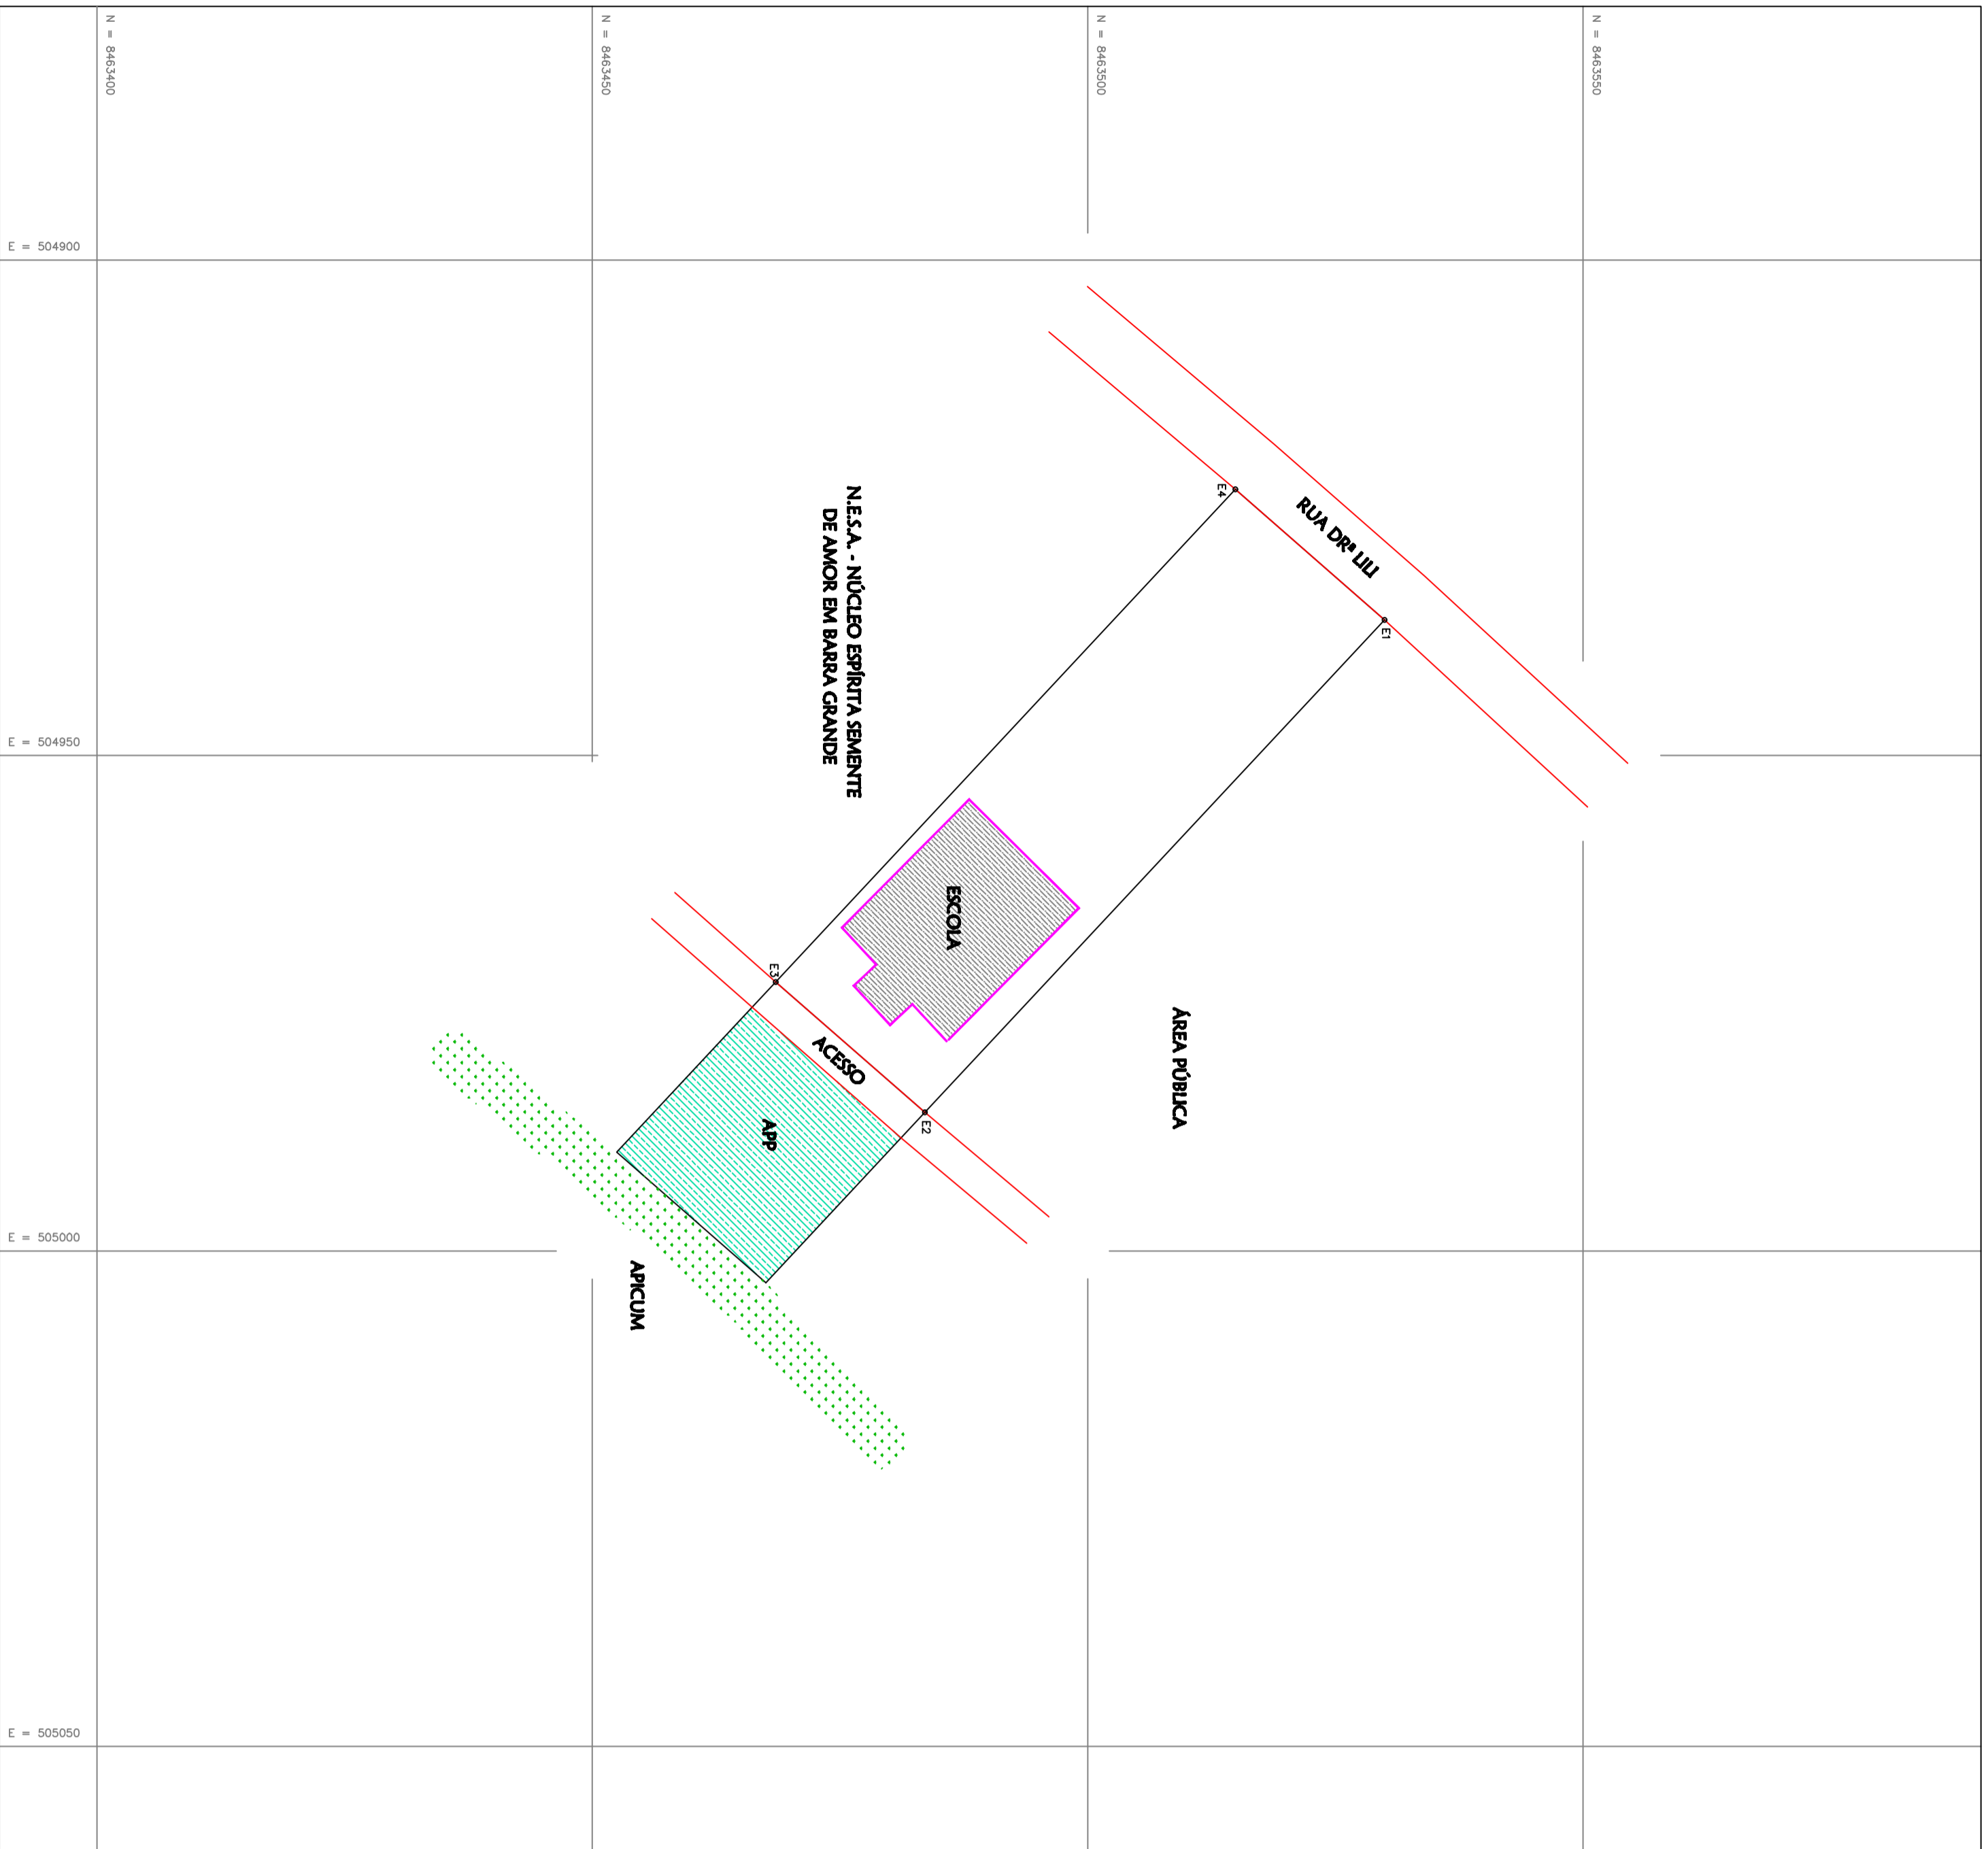 N = 8463400
N = 8463450
N = 8463500
N = 8463550
E = 504900
E = 504950
E = 505000
E = 505050
E4
RUA DRª LILI
E1
N.E.S.A. - NÚCLEO ESPÍRITA SEMENTE
DE AMOR EM BARRA GRANDE
ESCOLA
E3
ACESSO
E2
ÁREA PÚBLICA
APP
APICUM